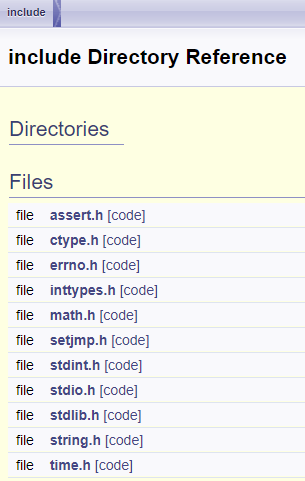 include
include Directory Reference
Directories
Files
file assert.h [code]
file ctype.h [code]
file errno.h [code]
file inttypes.h [code]
file math.h [code]
file setjmp.h [code]
file stdint.h [code]
file stdio.h [code]
file stdlib.h [code]
file string.h [code]
file time.h [code]